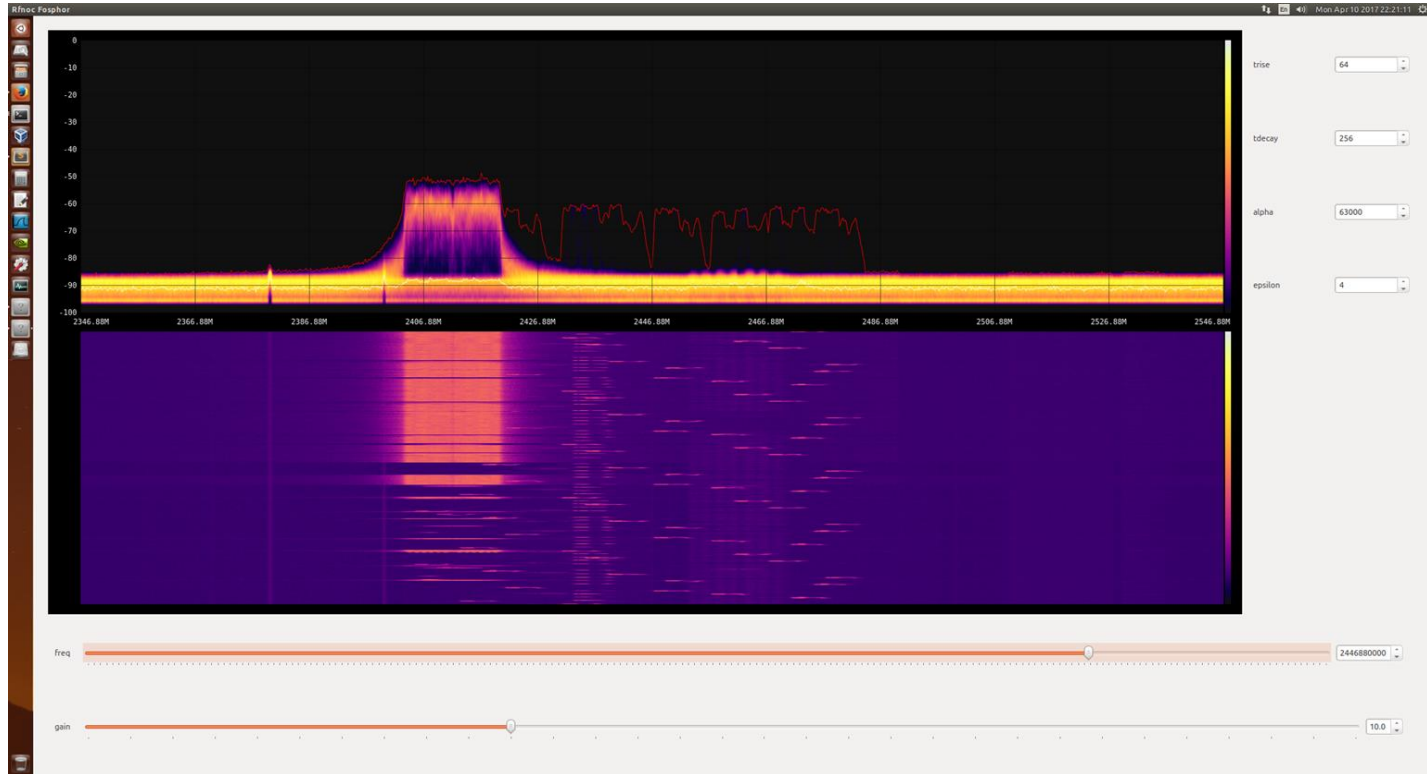 Rfnoc Fosphor
En
Mon Apr 10 2017 22:21:11
0
-10
-20
-30
-40
-50
-60
-70
-80
-90
-100
2346.88M 2366.88M 2386.88M 2406.88M 2426.88M 2446.88M 2466.88M 2486.88M 2506.88M 2526.88M 2546.88M
trise 64
tdecay 256
alpha 63000
epsilon 4
freq 2446880000
gain 10.0